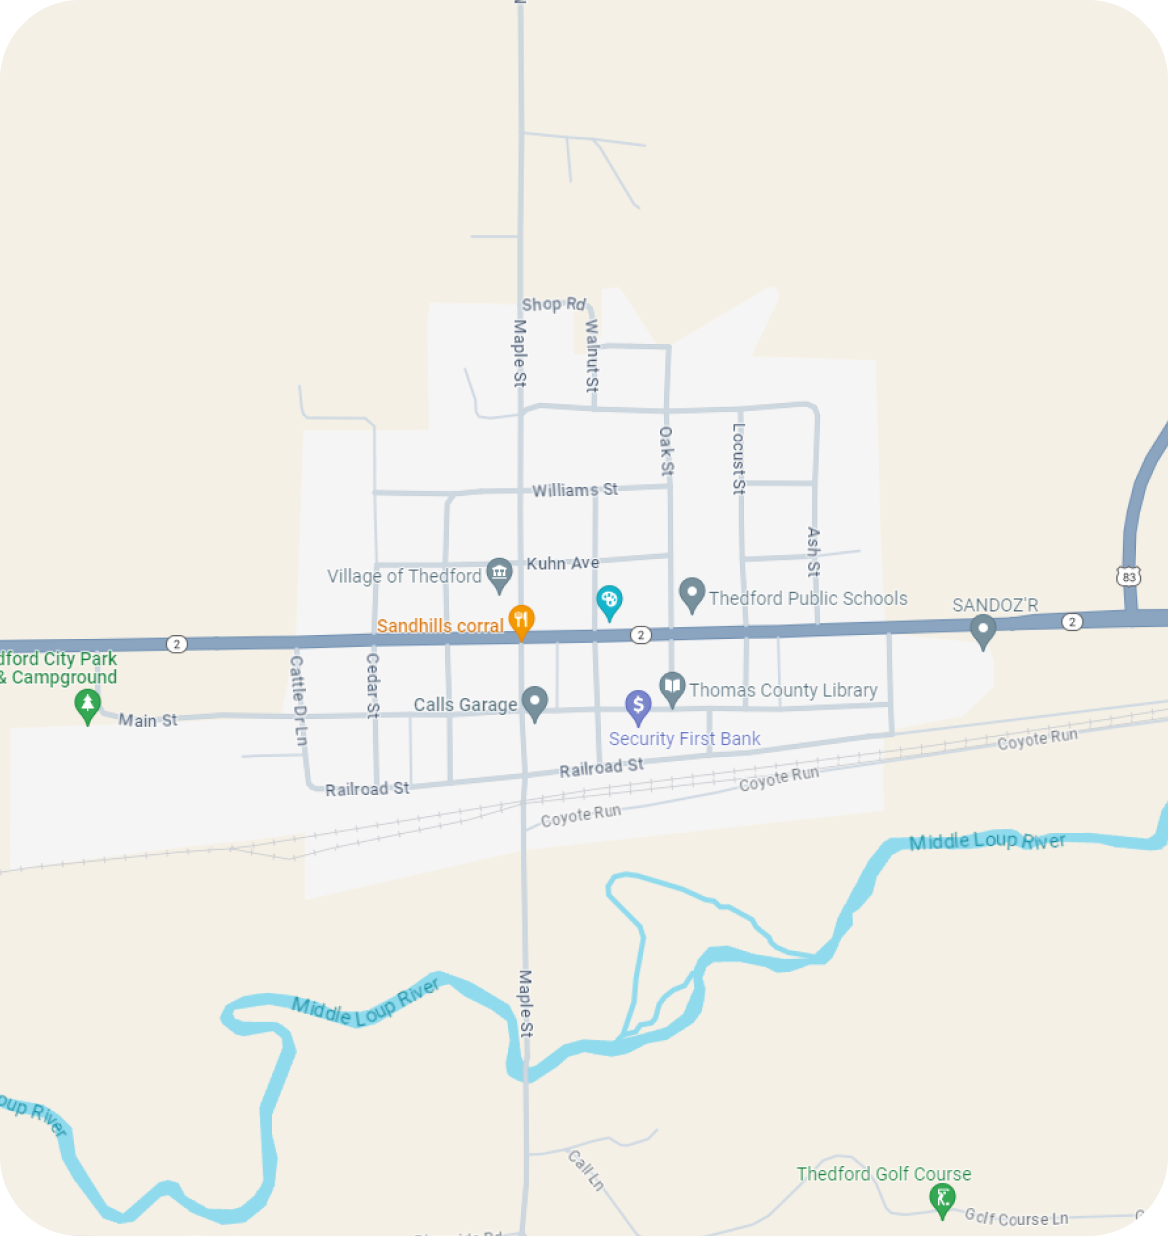 Shop Rd
Maple St
Walnut St
Oak St
Locust St
Williams St
Ash St
Kuhn Ave
Village of Thedford
83
Thedford Public Schools
SANDOZ'R
Sandhills corral
2
2
2
dford City Park
& Campground
Cattle Dr Ln
Cedar St
Thomas County Library
Calls Garage
Main St
Security First Bank
Coyote Run
Railroad St
Coyote Run
Railroad St
Coyote Run
Middle Loup River
Maple St
Middle Loup River
oup River
Call Ln
Thedford Golf Course
Golf Course Ln